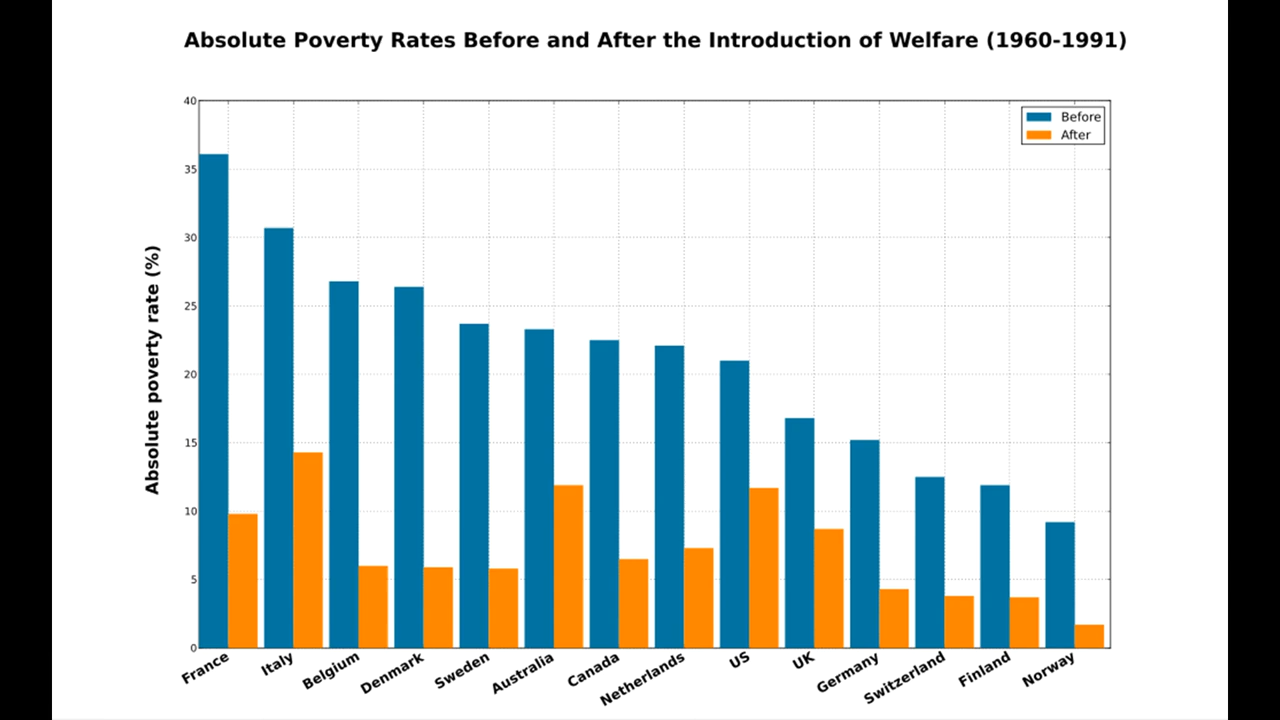 Absolute Poverty Rates Before and After the Introduction of Welfare (1960-1991)
Before
After
Absolute poverty rate (%)
40
35
30
25
20
15
10
5
0
France
Italy
Belgium
Denmark
Sweden
Australia
Canada
Netherlands
US
UK
Germany
Switzerland
Finland
Norway